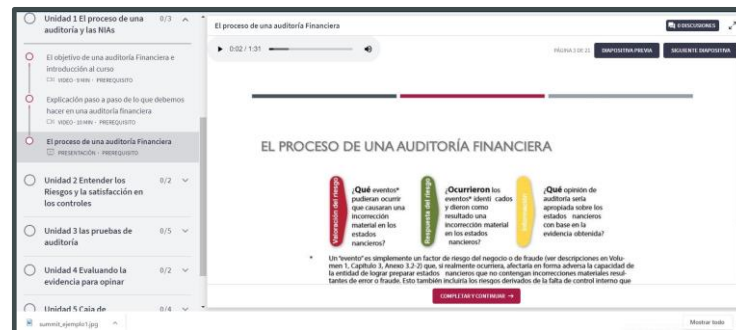 Unidad 1 El proceso de una
auditoría y las NIAs
0/3
El objetivo de una auditoría Financiera e
introducción al curso
VIDEO · 9 MIN · PREREQUISITO
Explicación paso a paso de lo que debemos
hacer en una auditoría financiera
VIDEO · 10 MIN · PREREQUISITO
El proceso de una auditoría Financiera
PRESENTACIÓN · PREREQUISITO
Unidad 2 Entender los
Riesgos y la satisfacción en
los controles
0/2
Unidad 3 las pruebas de
auditoría
0/5
Unidad 4 Evaluando la
evidencia para opinar
0/2
Unidad 5 Caja de
0/4
El proceso de una auditoría Financiera
0 DISCUSIONES
0:02 / 1:31
DIAPOSITIVA PREVIA
SIGUIENTE DIAPOSITIVA
EL PROCESO DE UNA AUDITORÍA FINANCIERA
Valoración del riesgo
¿Qué eventos*
pudieran ocurrir
que causaran una
incorrección
material en los
estados
nancieros?
Respuesta del riesgo
¿Ocurrieron los
eventos* identi cados
y dieron como
resultado una
incorrección material
en los estados
nancieros?
¿Qué opinión de
auditoría sería
apropiada sobre los
estados nancieros
con base en la
evidencia obtenida?
* Un "evento" es simplemente un factor de riesgo del negocio o de fraude (ver descripciones en Volu-
men 1, Capítulo 3, Anexo 3.2-2) que, si realmente ocurriera, afectaría en forma adversa la capacidad de
la entidad de lograr preparar estados nancieros que no contengan incorrecciones materiales resul-
tantes de error o fraude. Esto también incluiría los riesgos derivados de la falta de control interno que
COMPLETAR Y CONTINUAR →
summit_ejemplo1.jpg
Mostrar todo